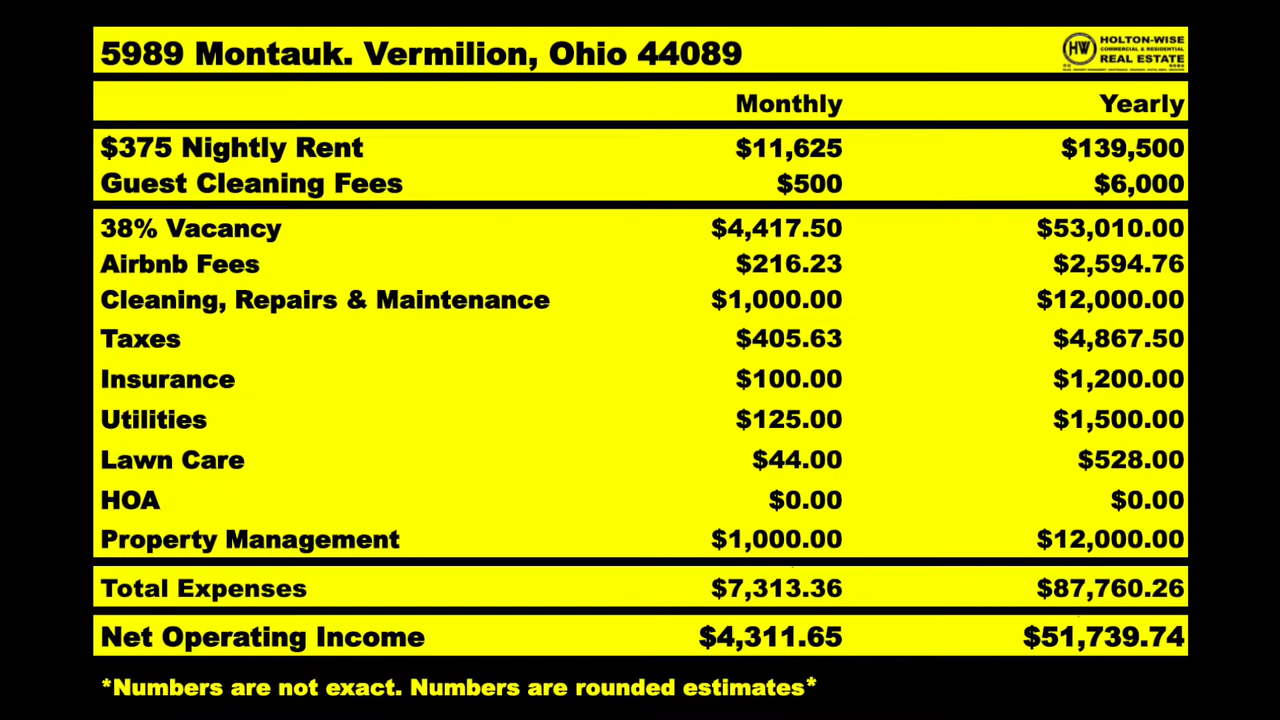 5989 Montauk. Vermilion, Ohio 44089
HW HOLTON-WISE
COMMERCIAL & RESIDENTIAL
REAL ESTATE
Monthly Yearly
$375 Nightly Rent $11,625 $139,500
Guest Cleaning Fees $500 $6,000
38% Vacancy $4,417.50 $53,010.00
Airbnb Fees $216.23 $2,594.76
Cleaning, Repairs & Maintenance $1,000.00 $12,000.00
Taxes $405.63 $4,867.50
Insurance $100.00 $1,200.00
Utilities $125.00 $1,500.00
Lawn Care $44.00 $528.00
HOA $0.00 $0.00
Property Management $1,000.00 $12,000.00
Total Expenses $7,313.36 $87,760.26
Net Operating Income $4,311.65 $51,739.74
*Numbers are not exact. Numbers are rounded estimates*